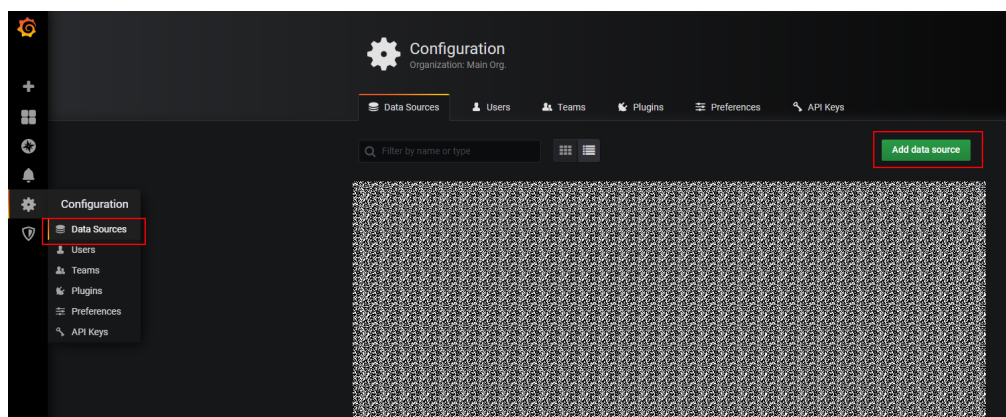 Configuration
Organization: Main Org.
Data Sources
Users
Teams
Plugins
Preferences
API Keys
Filter by name or type
Add data source
Configuration
Data Sources
Users
Teams
Plugins
Preferences
API Keys